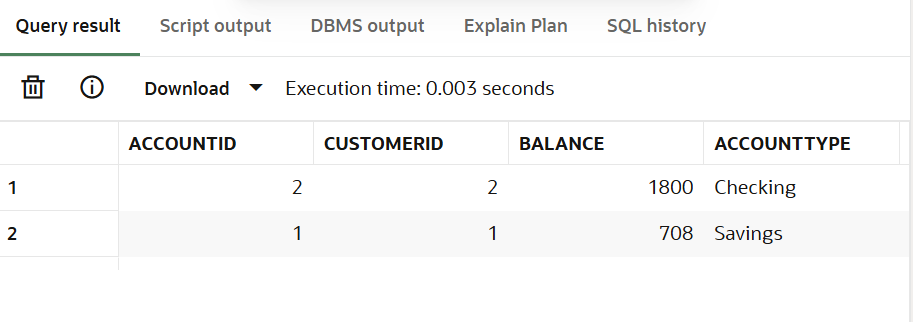 Query result Script output DBMS output Explain Plan SQL history
Download Execution time: 0.003 seconds
ACCOUNTID CUSTOMERID BALANCE ACCOUNTTYPE
1 2 2 1800 Checking
2 1 1 708 Savings